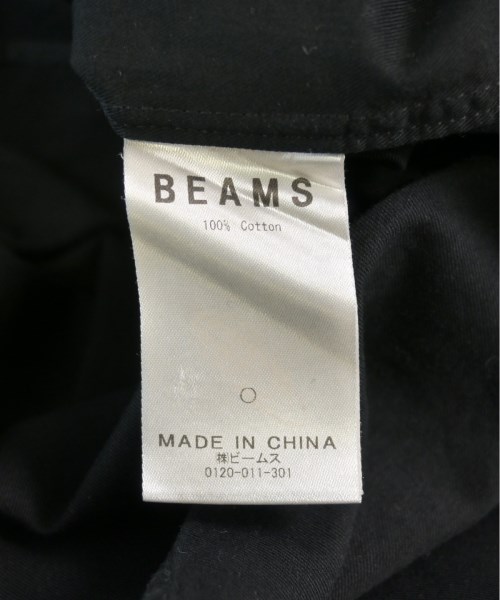 BEAMS
100% Cotton
MADE IN CHINA
㈱ビームス
0120-011-301